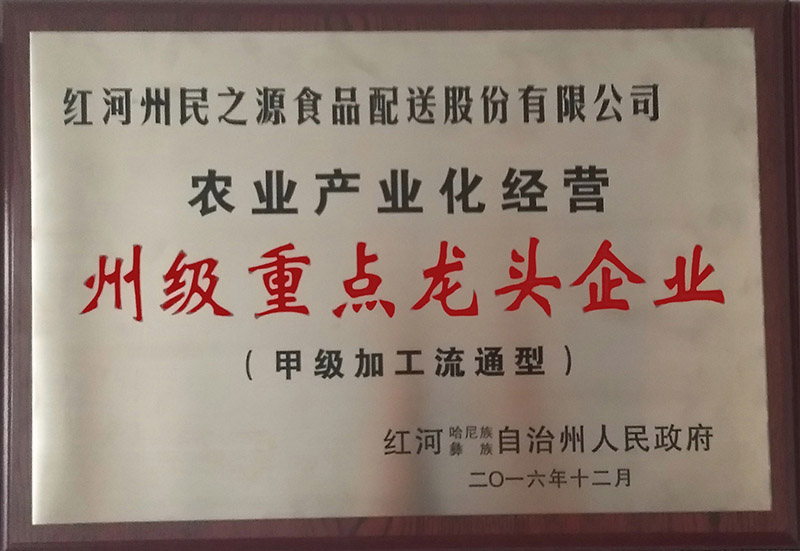 红河州民之源食品配送股份有限公司
农业产业化经营
州级重点龙头企业
（甲级加工流通型）
红河哈尼族彝族自治州人民政府
二〇一六年十二月